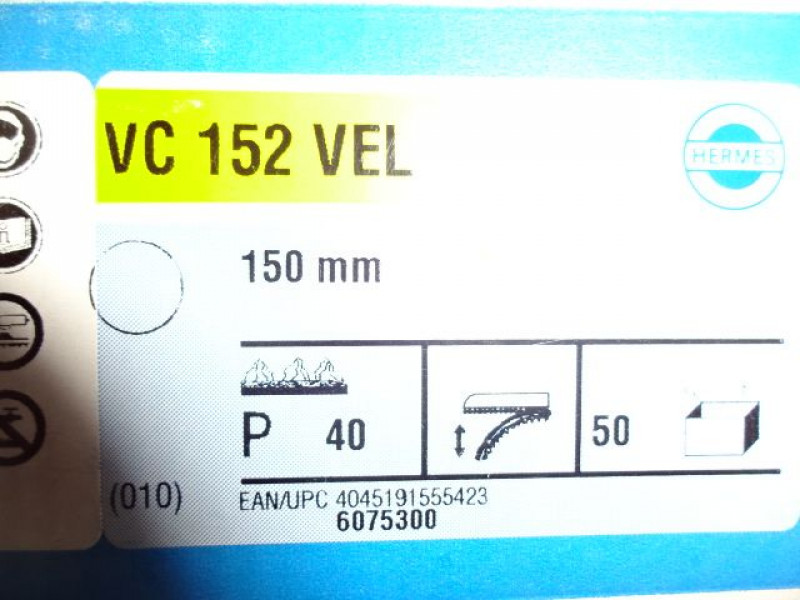 VC 152 VEL
HERMES
150 mm
P 40
50
(010)
EAN/UPC 4045191555423
6075300